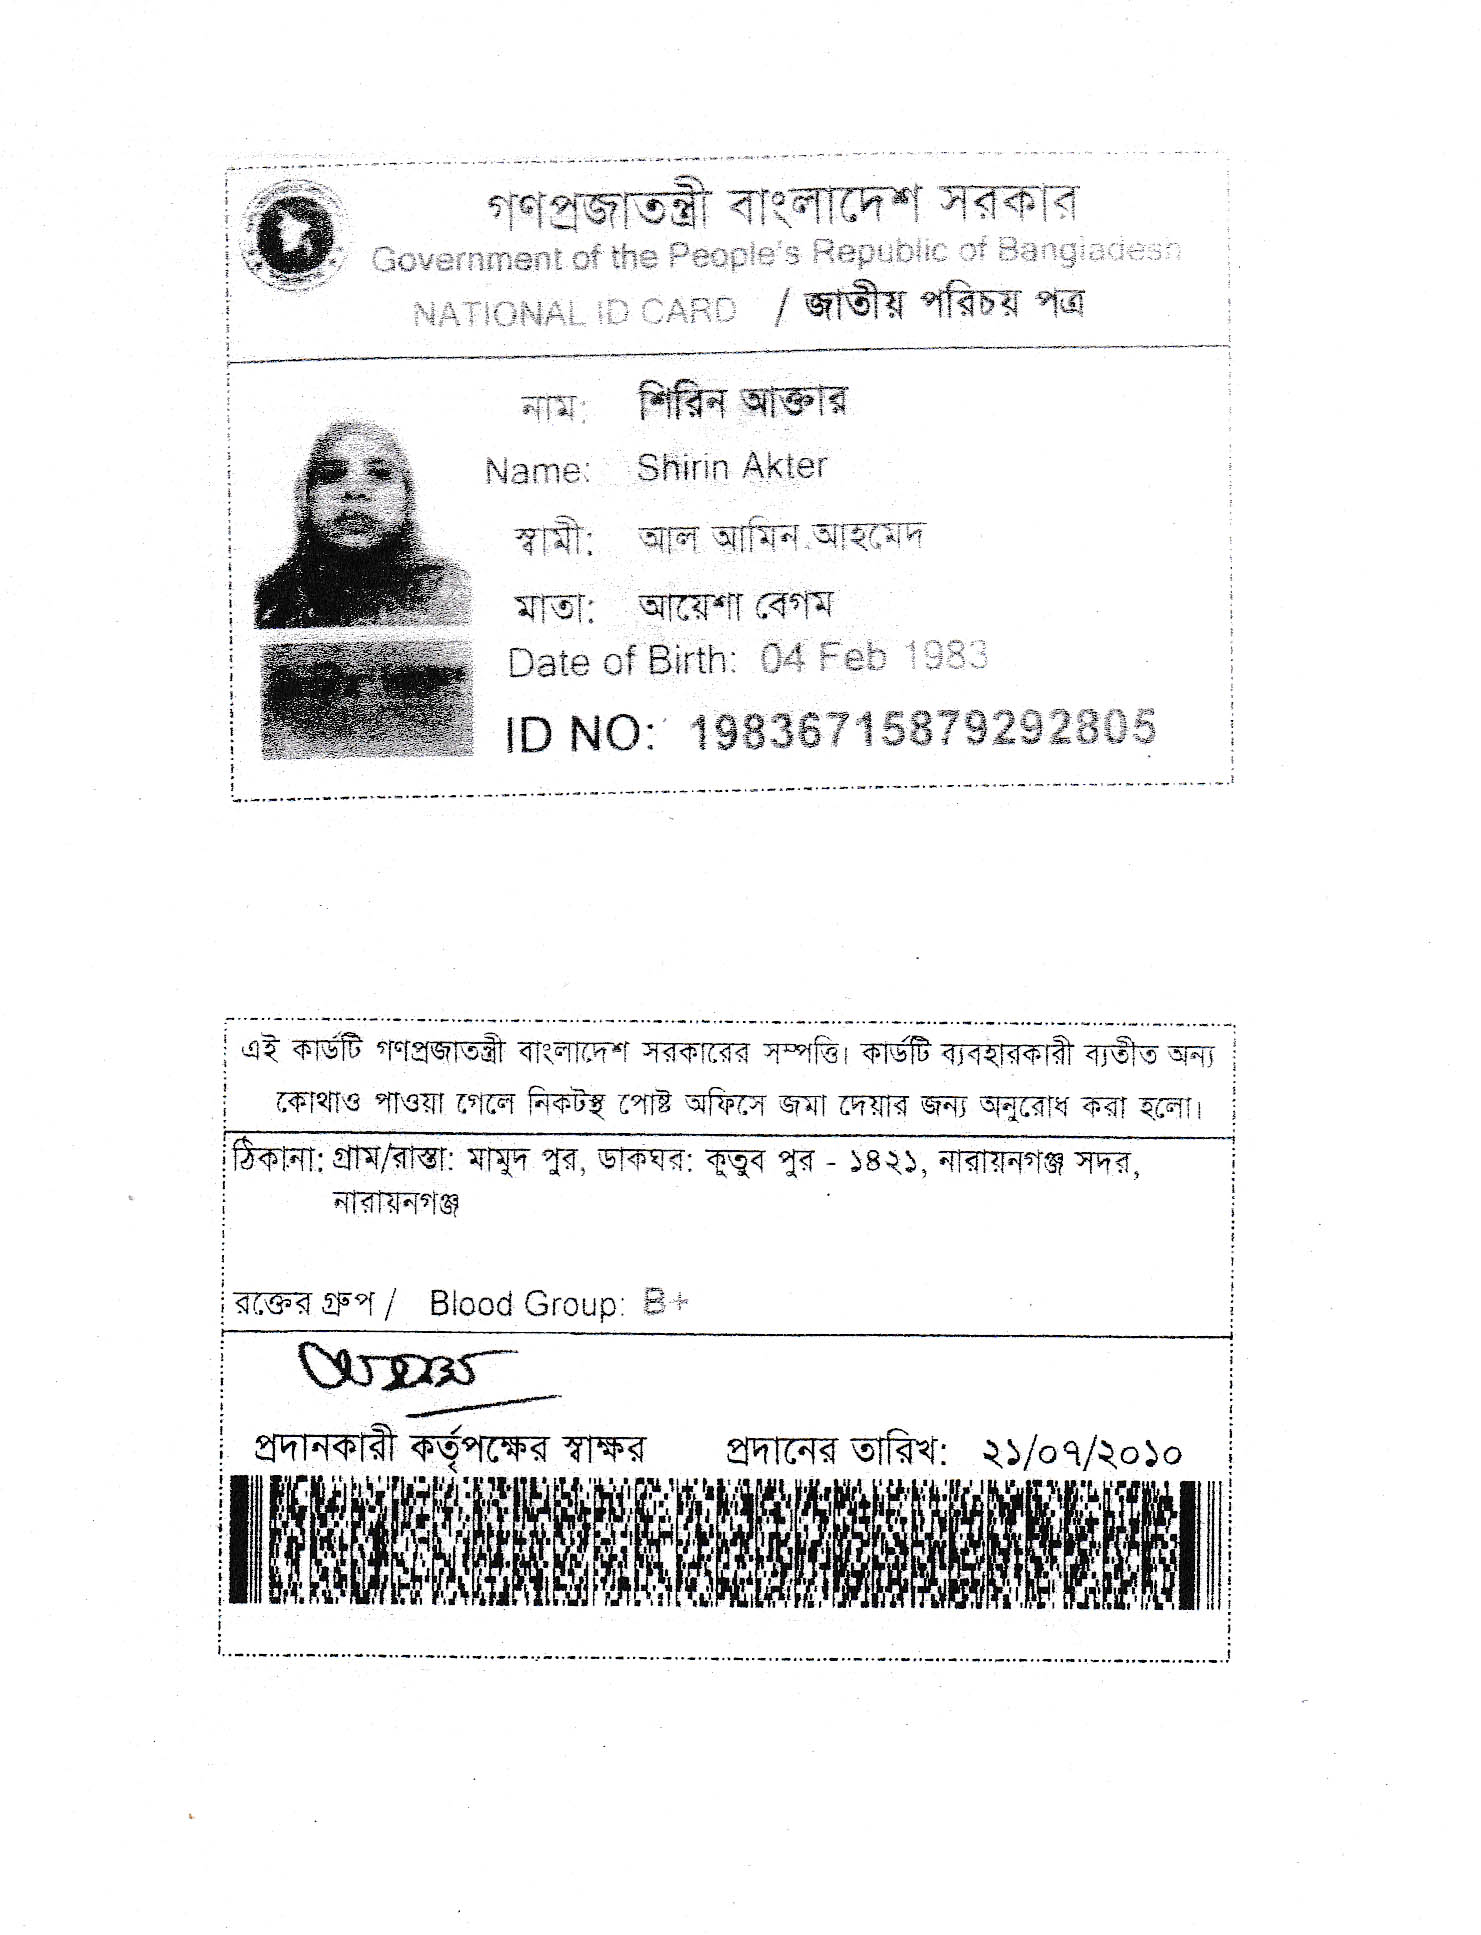 গণপ্রজাতন্ত্রী বাংলাদেশ সরকার
Government of the People's Republic of Bangladesh
NATIONAL ID CARD / জাতীয় পরিচয় পত্র
নাম: শিরিন আক্তার
Name: Shirin Akter
স্বামী: আল আমিন আহমেদ
মাতা: আয়েশা বেগম
Date of Birth: 04 Feb 1983
ID NO: 19836715879292805
এই কার্ডটি গণপ্রজাতন্ত্রী বাংলাদেশ সরকারের সম্পত্তি। কার্ডটি ব্যবহারকারী ব্যতীত অন্য
কোথাও পাওয়া গেলে নিকটস্থ পোষ্ট অফিসে জমা দেয়ার জন্য অনুরোধ করা হলো।
ঠিকানা: গ্রাম/রাস্তা: মামুদ পুর, ডাকঘর: কুতুব পুর - ১৪২১, নারায়নগঞ্জ সদর,
নারায়নগঞ্জ
রক্তের গ্রুপ / Blood Group: B+
প্রদানকারী কর্তৃপক্ষের স্বাক্ষর প্রদানের তারিখ: ২১/০৭/২০১০